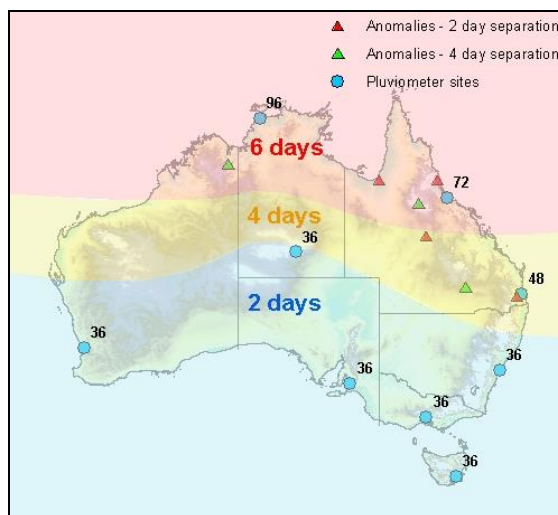 Anomalies - 2 day separation
Anomalies - 4 day separation
Pluviometer sites
96
6 days
72
4 days
36
48
2 days
36
36
36
36
36